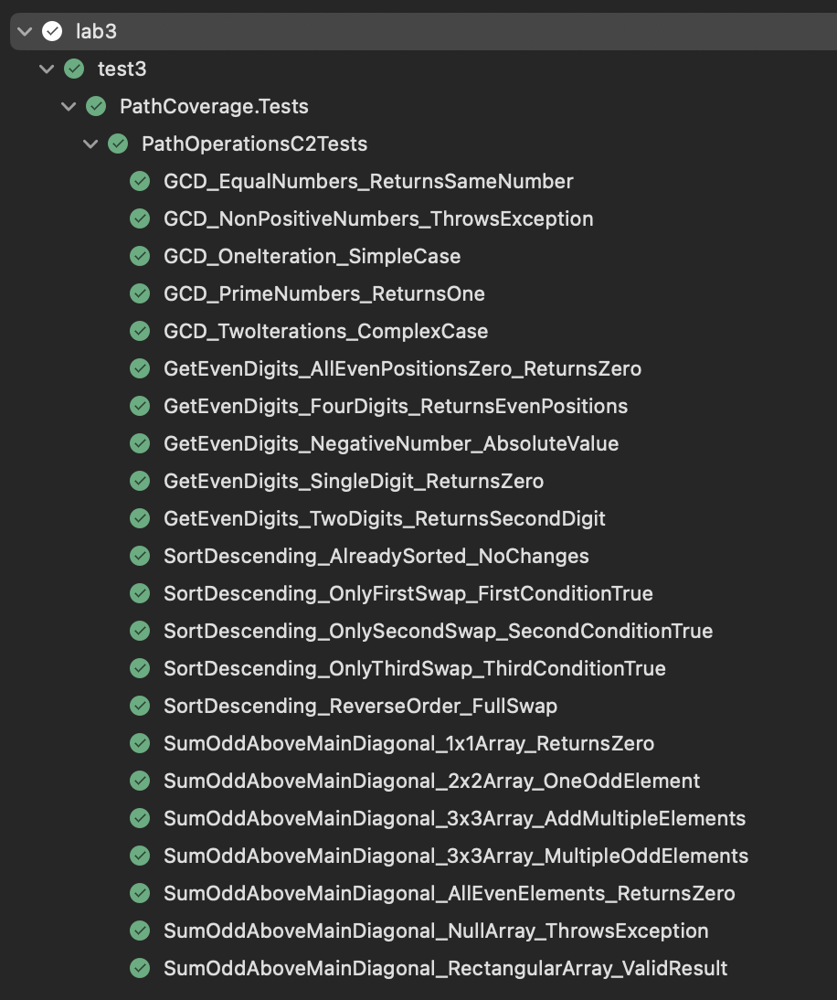 lab3
test3
PathCoverage.Tests
PathOperationsC2Tests
GCD_EqualNumbers_ReturnsSameNumber
GCD_NonPositiveNumbers_ThrowsException
GCD_OneIteration_SimpleCase
GCD_PrimeNumbers_ReturnsOne
GCD_TwoIterations_ComplexCase
GetEvenDigits_AllEvenPositionsZero_ReturnsZero
GetEvenDigits_FourDigits_ReturnsEvenPositions
GetEvenDigits_NegativeNumber_AbsoluteValue
GetEvenDigits_SingleDigit_ReturnsZero
GetEvenDigits_TwoDigits_ReturnsSecondDigit
SortDescending_AlreadySorted_NoChanges
SortDescending_OnlyFirstSwap_FirstConditionTrue
SortDescending_OnlySecondSwap_SecondConditionTrue
SortDescending_OnlyThirdSwap_ThirdConditionTrue
SortDescending_ReverseOrder_FullSwap
SumOddAboveMainDiagonal_1x1Array_ReturnsZero
SumOddAboveMainDiagonal_2x2Array_OneOddElement
SumOddAboveMainDiagonal_3x3Array_AddMultipleElements
SumOddAboveMainDiagonal_3x3Array_MultipleOddElements
SumOddAboveMainDiagonal_AllEvenElements_ReturnsZero
SumOddAboveMainDiagonal_NullArray_ThrowsException
SumOddAboveMainDiagonal_RectangularArray_ValidResult